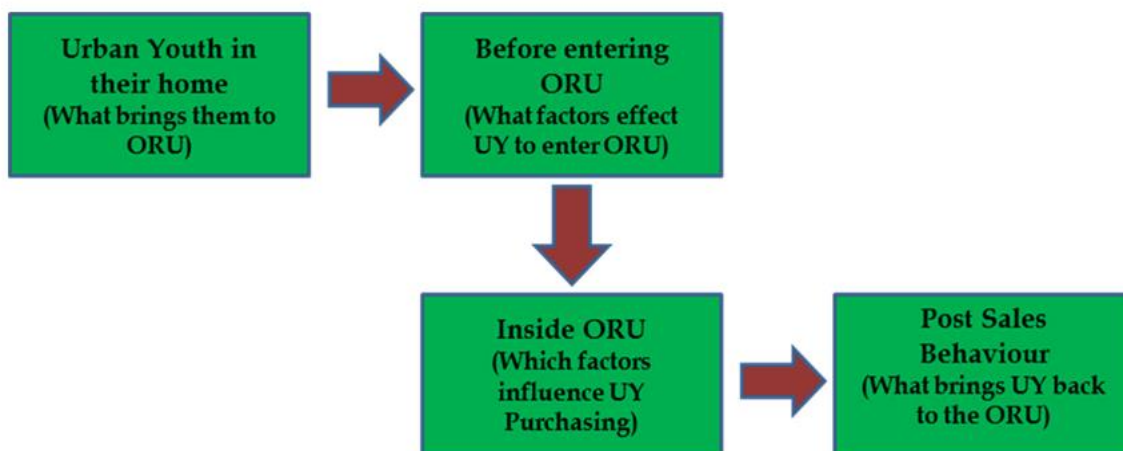 Urban Youth in
their home
(What brings them to
ORU)
Before entering
ORU
(What factors effect
UY to enter ORU)
Inside ORU
(Which factors
influence UY
Purchasing)
Post Sales
Behaviour
(What brings UY back
to the ORU)